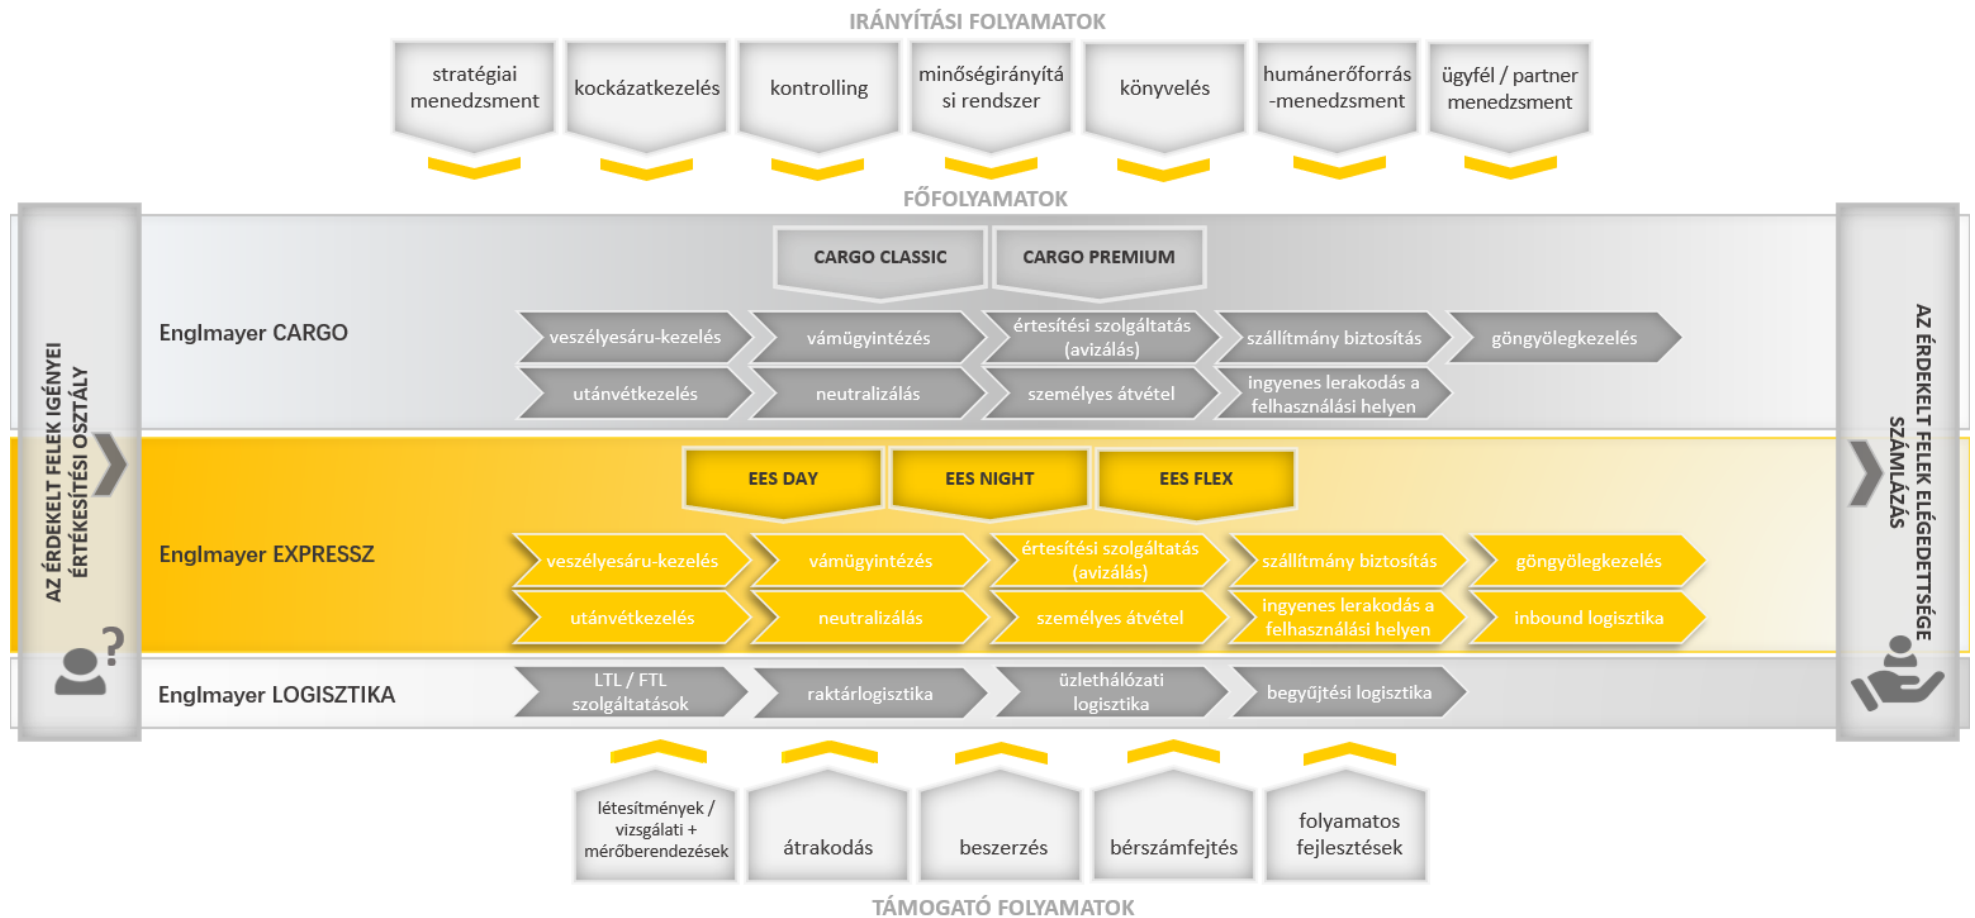 IRÁNYÍTÁSI FOLYAMATOK
stratégiai
menedzsment
kockázatkezelés
kontrolling
minőségirányítá
si rendszer
könyvelés
humánerőforrás
-menedzsment
ügyfél / partner
menedzsment
FŐFOLYAMATOK
AZ ÉRDEKELT FELEK IGÉNYEI
ÉRTÉKESÍTÉSI OSZTÁLY
?
CARGO CLASSIC
CARGO PREMIUM
Englmayer CARGO
veszélyesáru-kezelés
vámügyintézés
értesítési szolgáltatás
(avizálás)
szállítmány biztosítás
göngyölegkezelés
utánvétkezelés
neutralizálás
személyes átvétel
ingyenes lerakodás a
felhasználási helyen
EES DAY
EES NIGHT
EES FLEX
Englmayer EXPRESSZ
veszélyesáru-kezelés
vámügyintézés
értesítési szolgáltatás
(avizálás)
szállítmány biztosítás
göngyölegkezelés
utánvétkezelés
neutralizálás
személyes átvétel
ingyenes lerakodás a
felhasználási helyen
inbound logisztika
Englmayer LOGISZTIKA
LTL / FTL
szolgáltatások
raktárlogisztika
üzlethálózati
logisztika
begyűjtési logisztika
AZ ÉRDEKELT FELEK ELÉGEDETTSÉGE
SZÁMLÁZÁS
létesítmények /
vizsgálati +
mérőberendezések
átrakodás
beszerzés
bérszámfejtés
folyamatos
fejlesztések
TÁMOGATÓ FOLYAMATOK